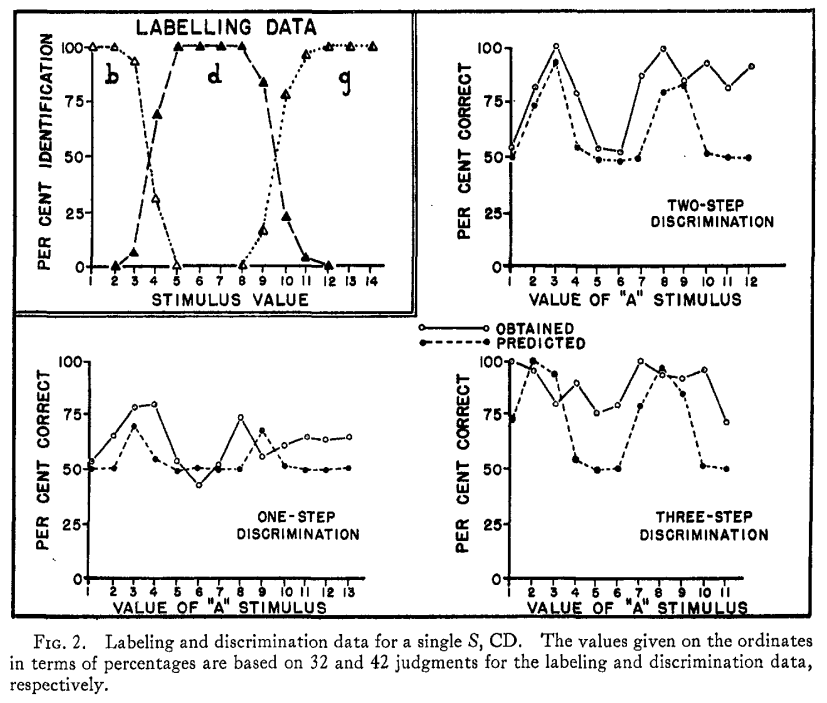 LABELLING DATA
PER CENT IDENTIFICATION
100
75
50
25
0
b
d
g
1 2 3 4 5 6 7 8 9 10 11 12 13 14
STIMULUS VALUE
PER CENT CORRECT
100
75
50
25
0
TWO-STEP
DISCRIMINATION
1 2 3 4 5 6 7 8 9 10 11 12
VALUE OF "A" STIMULUS
OBTAINED
PREDICTED
PER CENT CORRECT
100
75
50
25
0
ONE-STEP
DISCRIMINATION
1 2 3 4 5 6 7 8 9 10 11 12 13
VALUE OF "A" STIMULUS
PER CENT CORRECT
100
75
50
25
0
THREE-STEP
DISCRIMINATION
1 2 3 4 5 6 7 8 9 10 11
VALUE OF "A" STIMULUS
FIG. 2. Labeling and discrimination data for a single S, CD. The values given on the ordinates
in terms of percentages are based on 32 and 42 judgments for the labeling and discrimination data,
respectively.